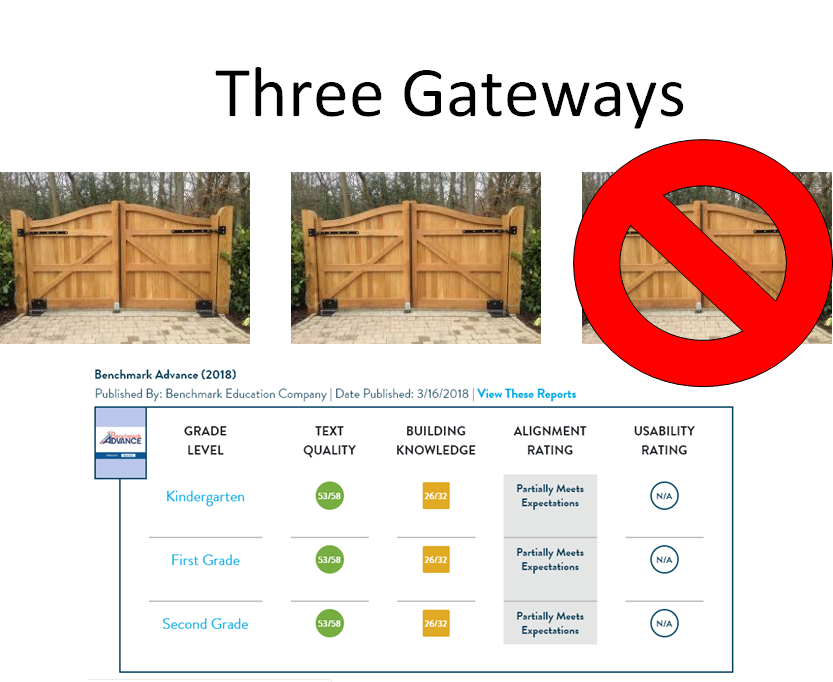 Three Gateways
Benchmark Advance (2018)
Published By: Benchmark Education Company | Date Published: 3/16/2018 | View These Reports
Benchmark
ADVANCE
GRADE LEVEL
TEXT QUALITY
BUILDING KNOWLEDGE
ALIGNMENT RATING
USABILITY RATING
Kindergarten
53/58
26/32
Partially Meets
Expectations
N/A
First Grade
53/58
26/32
Partially Meets
Expectations
N/A
Second Grade
53/58
26/32
Partially Meets
Expectations
N/A